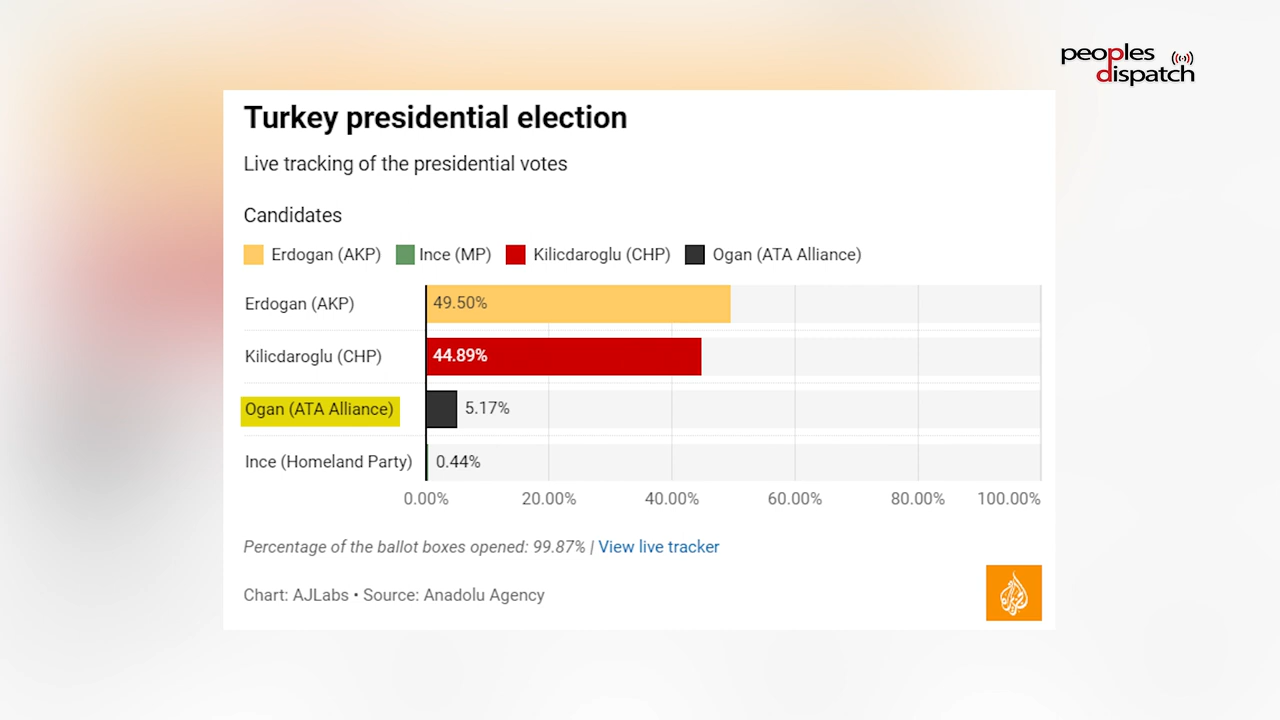 peoples
dispatch
Turkey presidential election
Live tracking of the presidential votes
Candidates
Erdogan (AKP) Ince (MP) Kilicdaroglu (CHP) Ogan (ATA Alliance)
Erdogan (AKP) 49.50%
Kilicdaroglu (CHP) 44.89%
Ogan (ATA Alliance) 5.17%
Ince (Homeland Party) 0.44%
0.00% 20.00% 40.00% 60.00% 80.00% 100.00%
Percentage of the ballot boxes opened: 99.87% | View live tracker
Chart: AJLabs • Source: Anadolu Agency